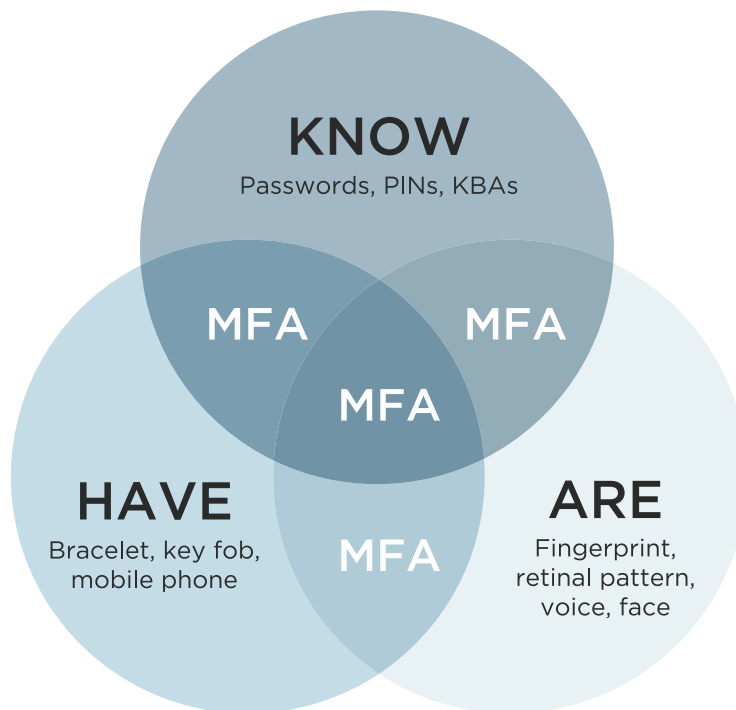 KNOW
Passwords, PINs, KBAs
MFA
MFA
MFA
HAVE
Bracelet, key fob,
mobile phone
MFA
ARE
Fingerprint,
retinal pattern,
voice, face